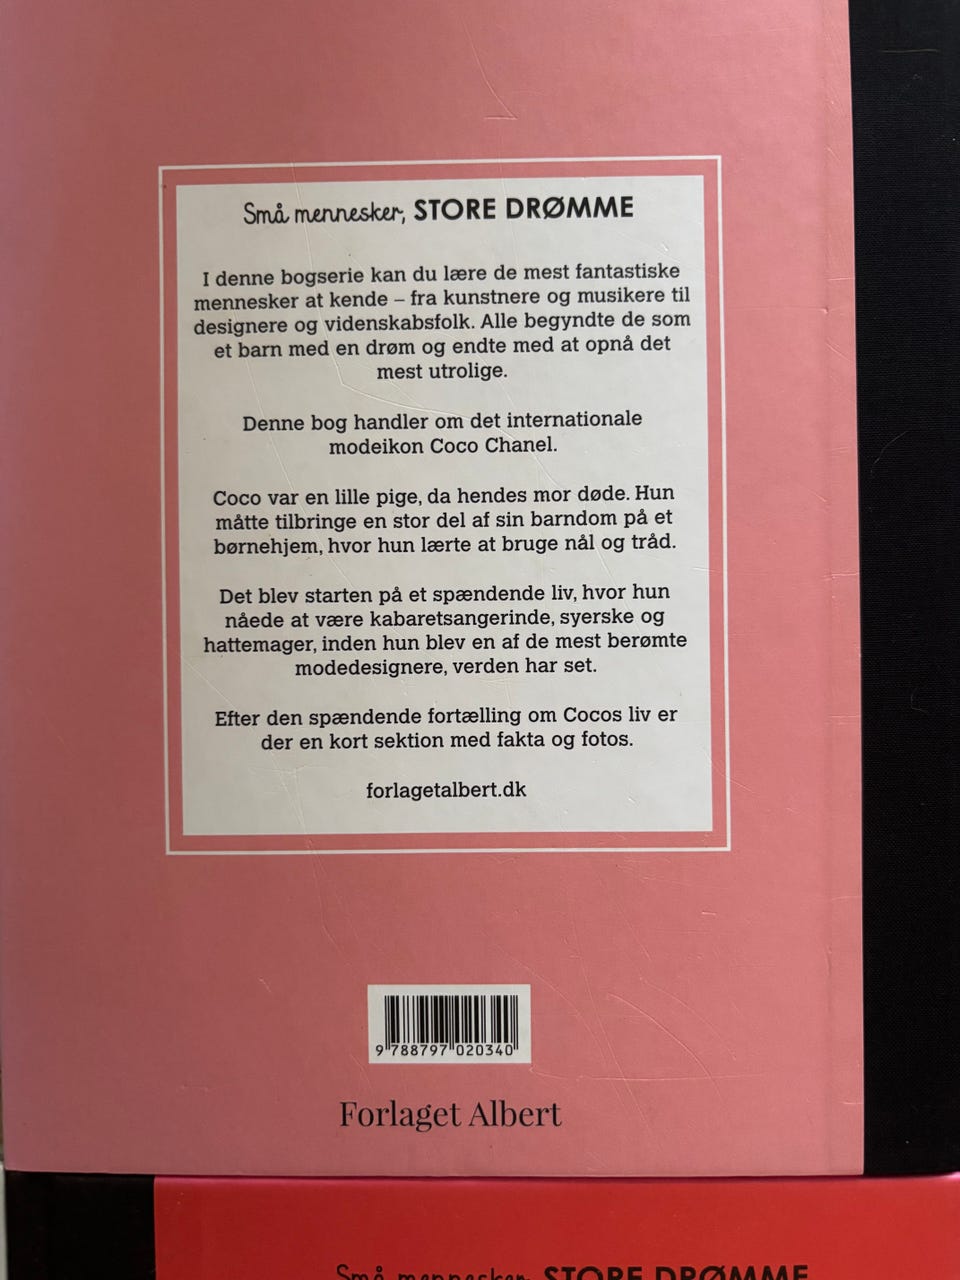 Små mennesker, STORE DRØMME
I denne bogserie kan du lære de mest fantastiske
mennesker at kende – fra kunstnere og musikere til
designere og videnskabsfolk. Alle begyndte de som
et barn med en drøm og endte med at opnå det
mest utrolige.
Denne bog handler om det internationale
modeikon Coco Chanel.
Coco var en lille pige, da hendes mor døde. Hun
måtte tilbringe en stor del af sin barndom på et
børnehjem, hvor hun lærte at bruge nål og tråd.
Det blev starten på et spændende liv, hvor hun
nåede at være kabaretsangerinde, syerske og
hattemager, inden hun blev en af de mest berømte
modedesignere, verden har set.
Efter den spændende fortælling om Cocos liv er
der en kort sektion med fakta og fotos.
forlagetalbert.dk
9 788797 020340
Forlaget Albert
Små mennesker, STORE DRØMME